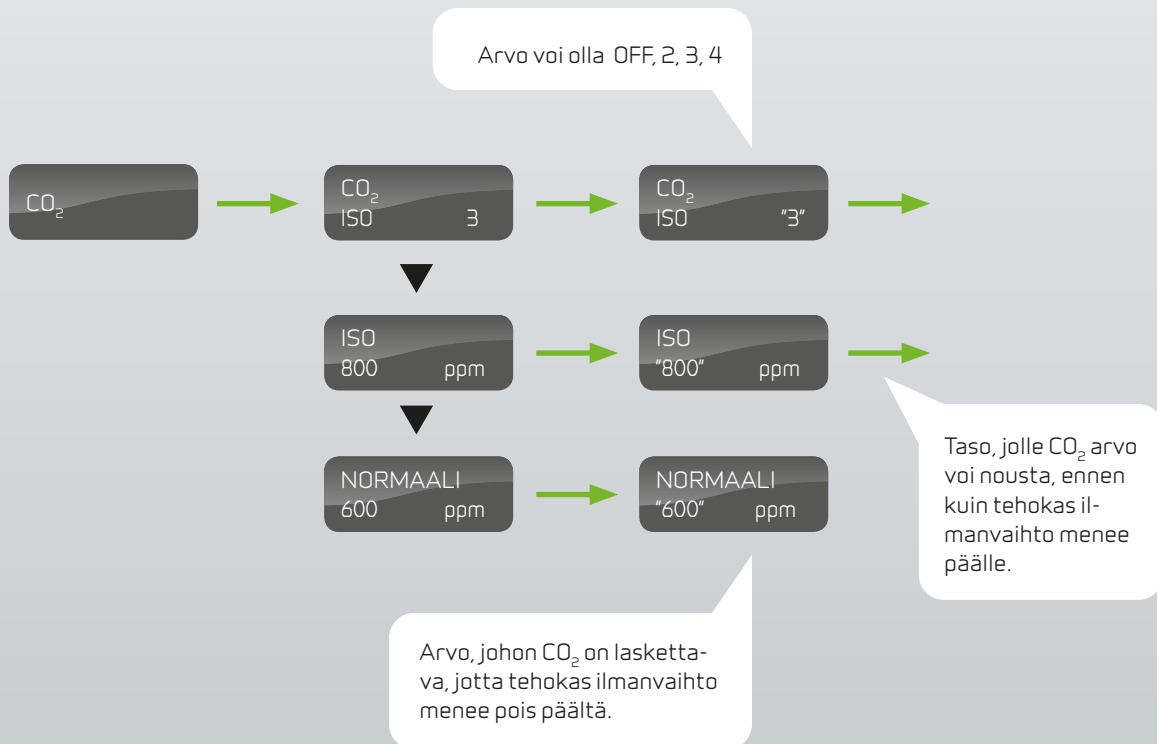 Arvo voi olla OFF, 2, 3, 4
CO₂
CO₂
ISO 3
CO₂
ISO "3"
ISO
800 ppm
ISO
"800" ppm
NORMAALI
600 ppm
NORMAALI
"600" ppm
Taso, jolle CO₂ arvo
voi nousta, ennen
kuin tehokas il-
manvaihto menee
päälle.
Arvo, johon CO₂ on laskетta-
va, jotta tehokas ilmanvaihto
menee pois päältä.